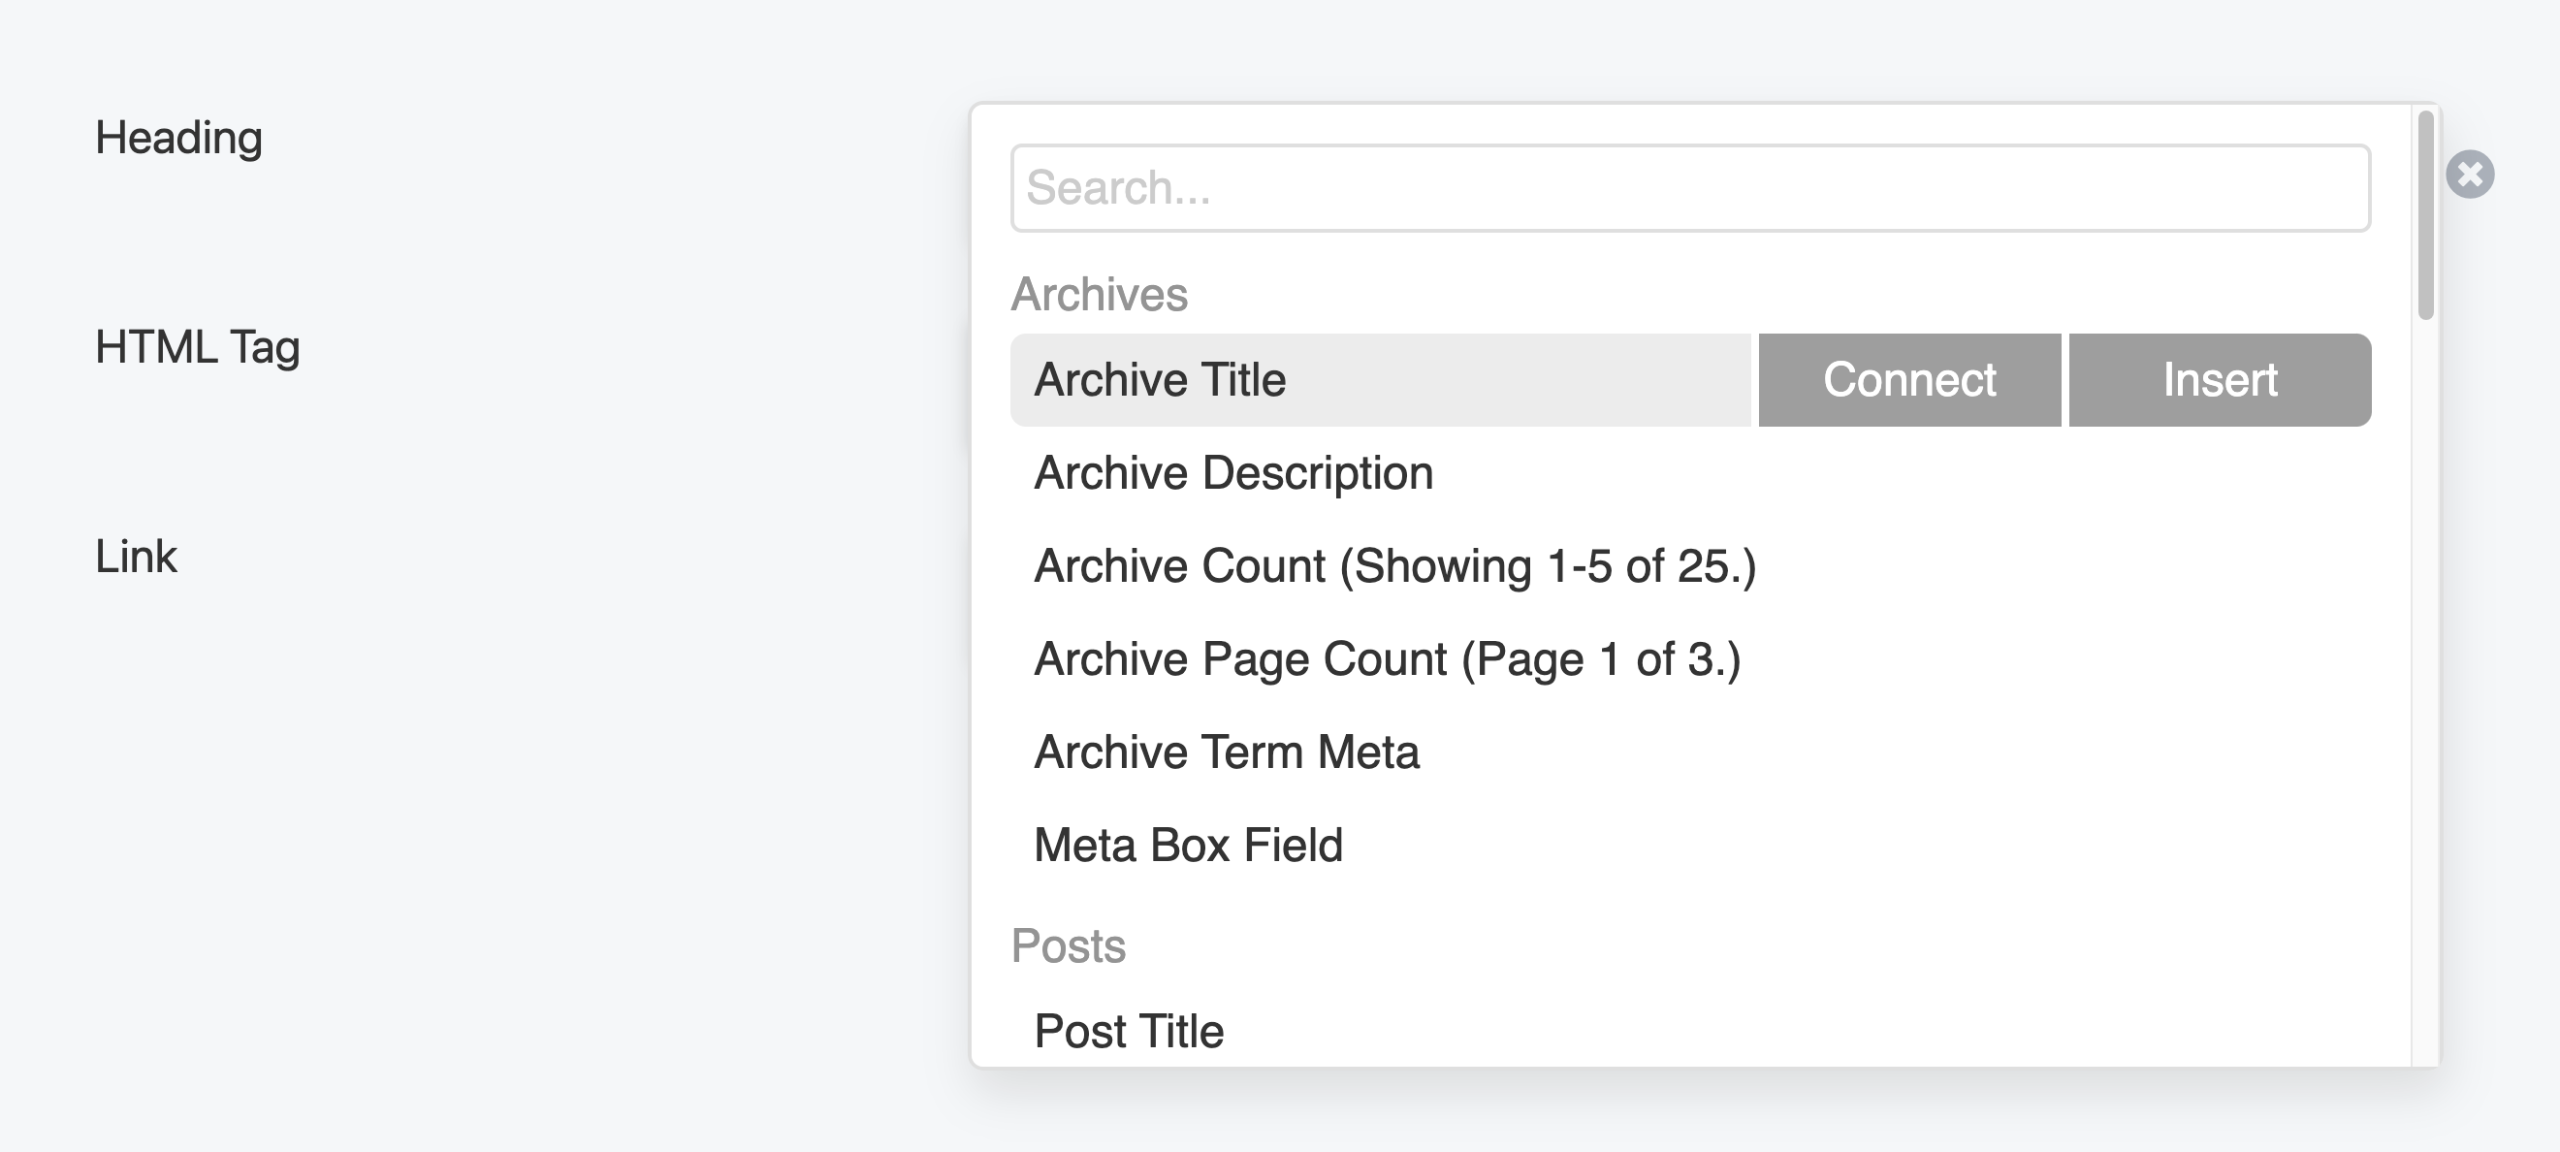 Heading
HTML Tag
Link
Search...
Archives
Archive Title Connect Insert
Archive Description
Archive Count (Showing 1-5 of 25.)
Archive Page Count (Page 1 of 3.)
Archive Term Meta
Meta Box Field
Posts
Post Title